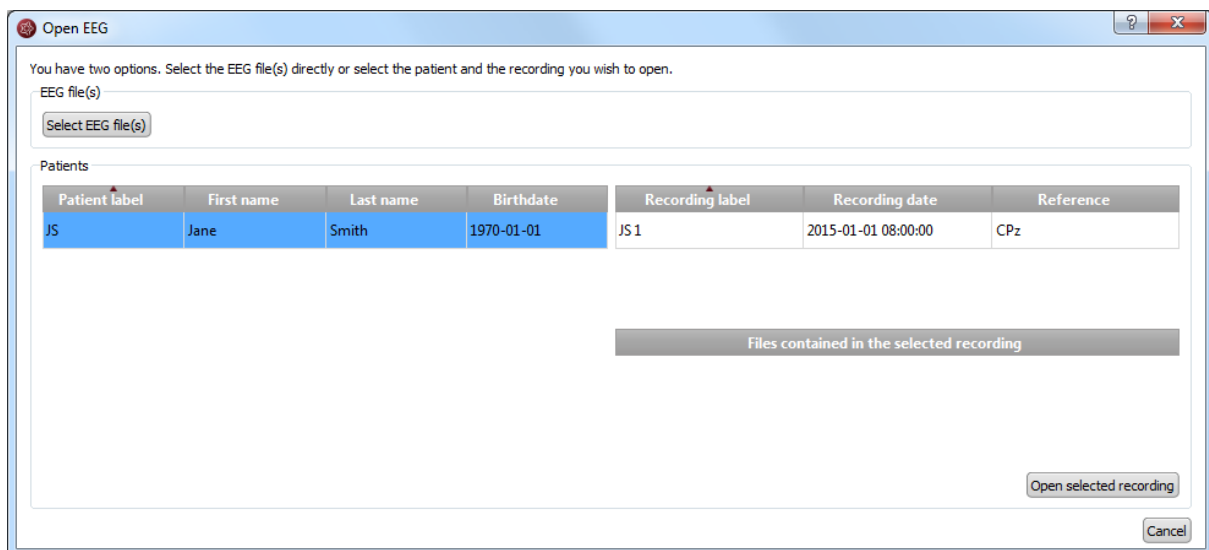 Open EEG
You have two options. Select the EEG file(s) directly or select the patient and the recording you wish to open.
EEG file(s)
Select EEG file(s)
Patients
Patient label First name Last name Birthdate Recording label Recording date Reference
JS Jane Smith 1970-01-01 JS 1 2015-01-01 08:00:00 CPz
Files contained in the selected recording
Open selected recording
Cancel